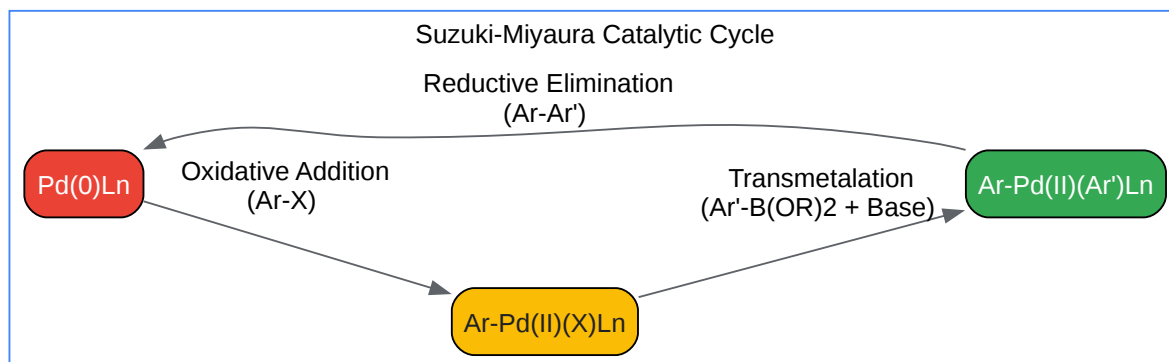 Suzuki-Miyaura Catalytic Cycle
Reductive Elimination
(Ar-Ar')
Pd(0)Ln
Oxidative Addition
(Ar-X)
Transmetalation
(Ar'-B(OR)2 + Base)
Ar-Pd(II)(Ar')Ln
Ar-Pd(II)(X)Ln